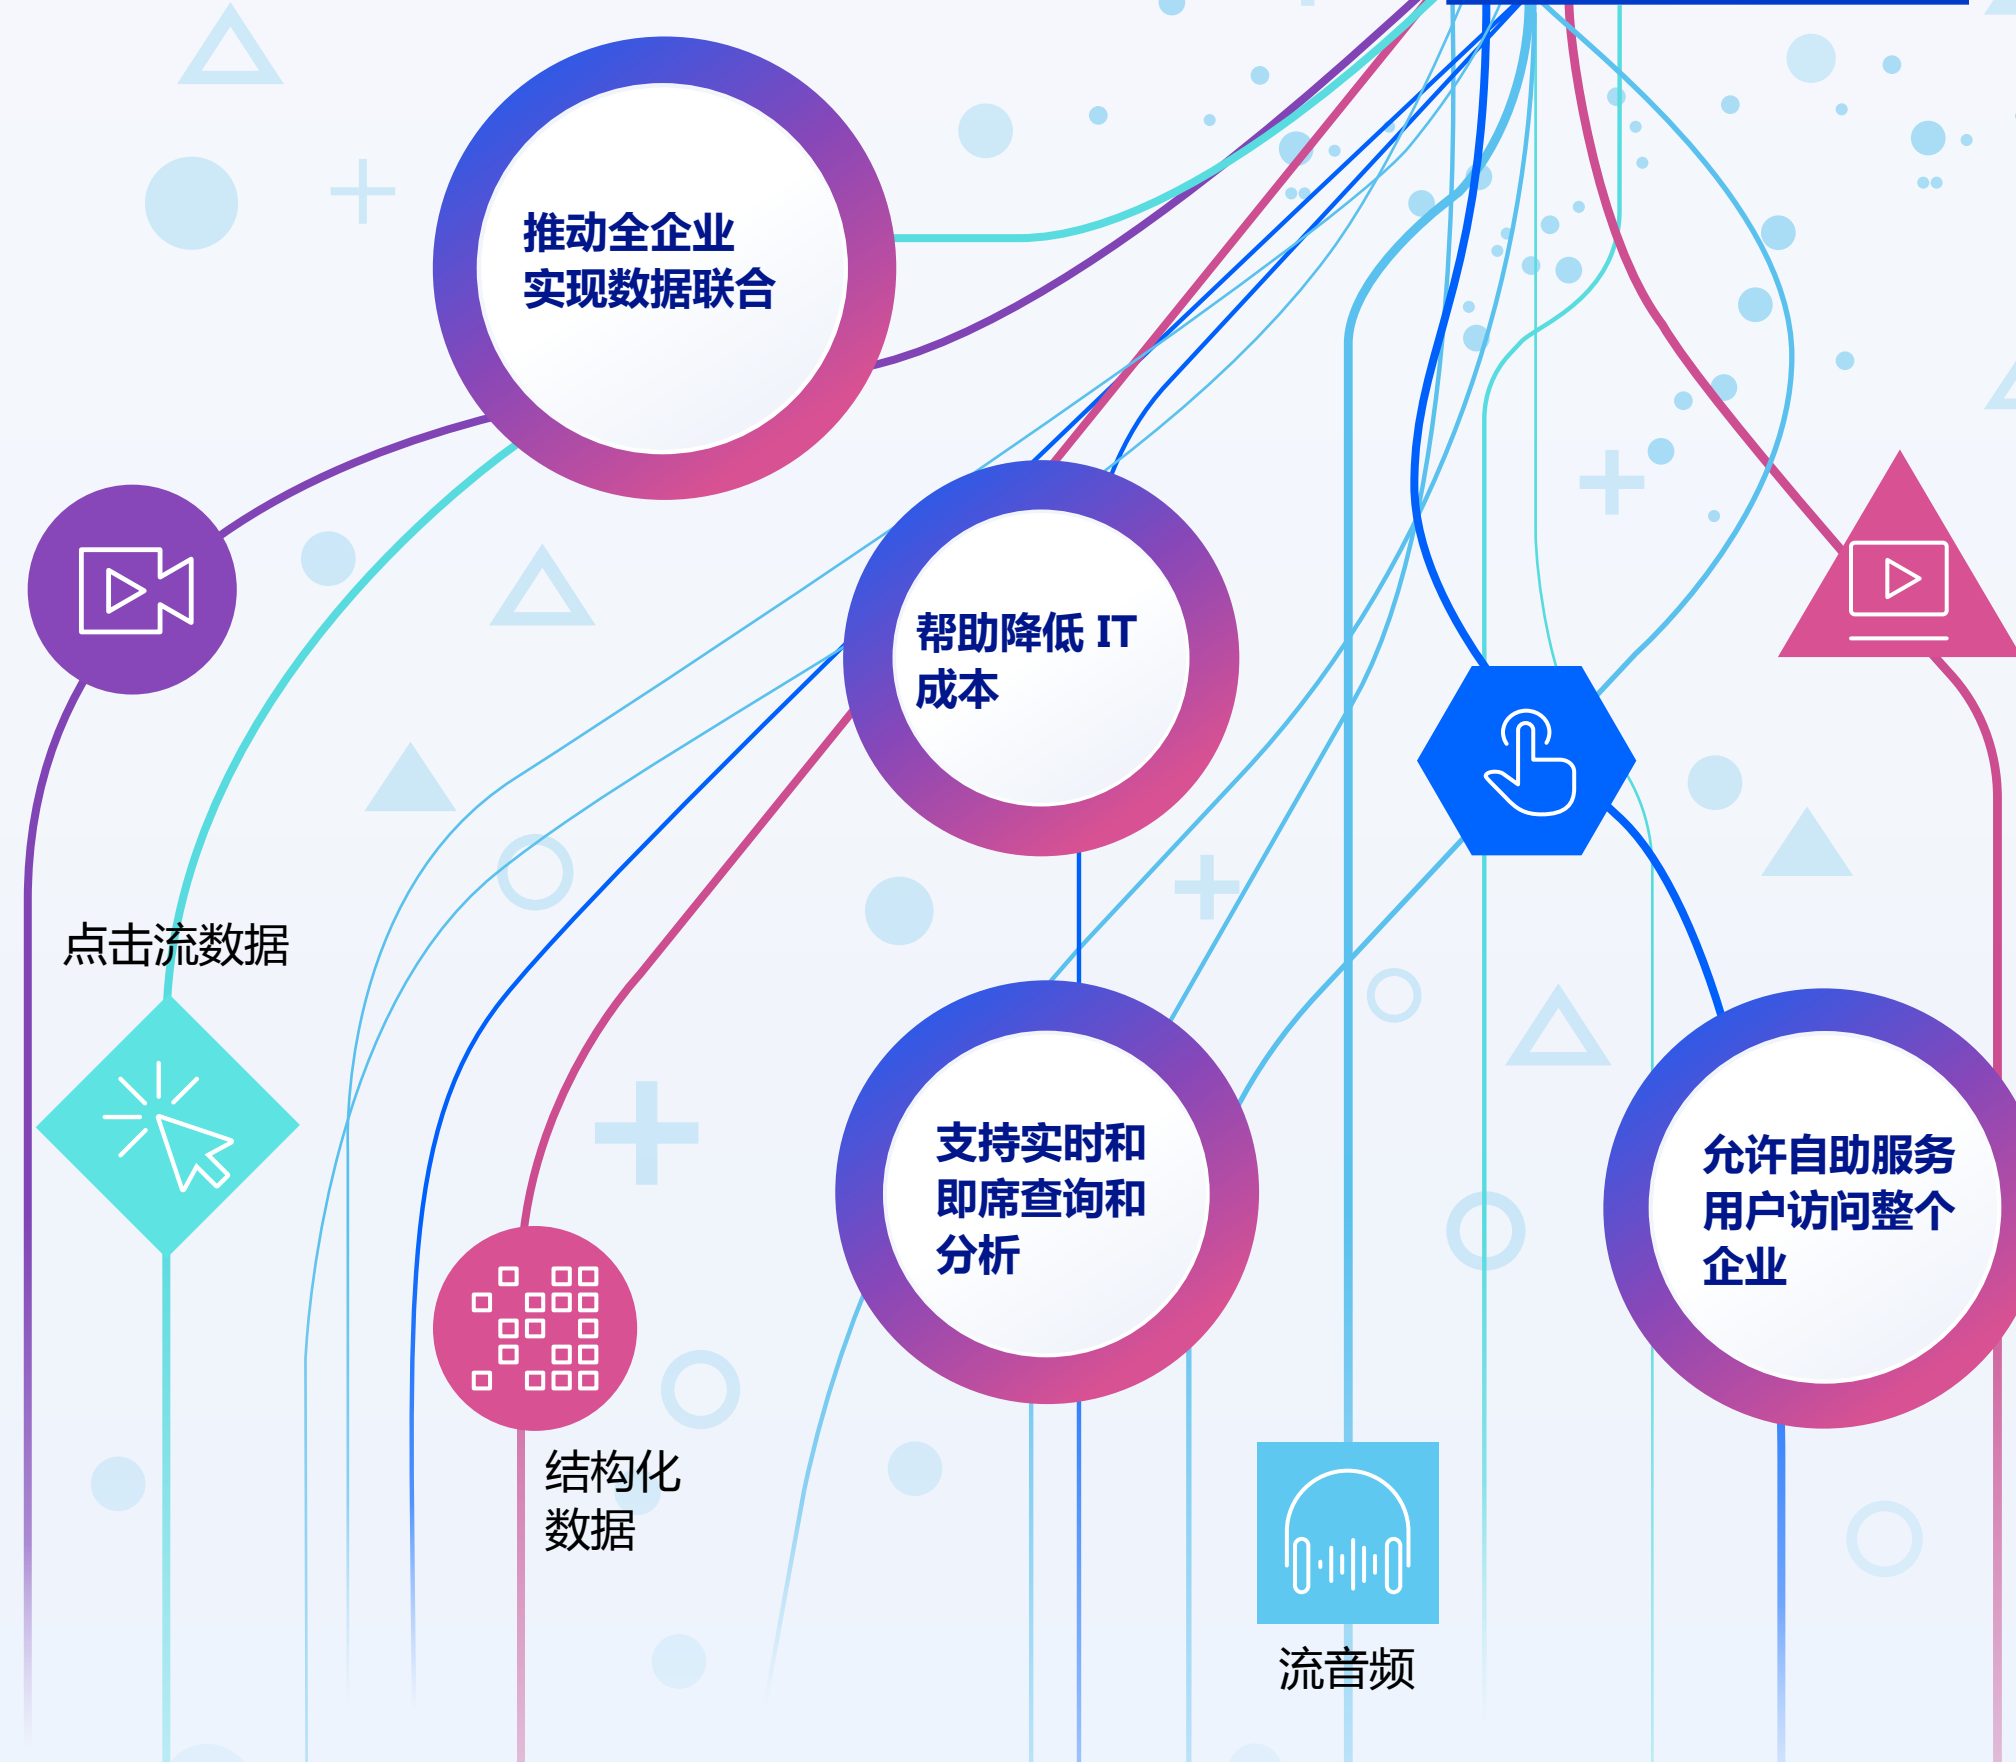 推动全企业
实现数据联合
帮助降低 IT
成本
点击流数据
支持实时和
即席查询和
分析
允许自助服务
用户访问整个
企业
结构化
数据
流音频